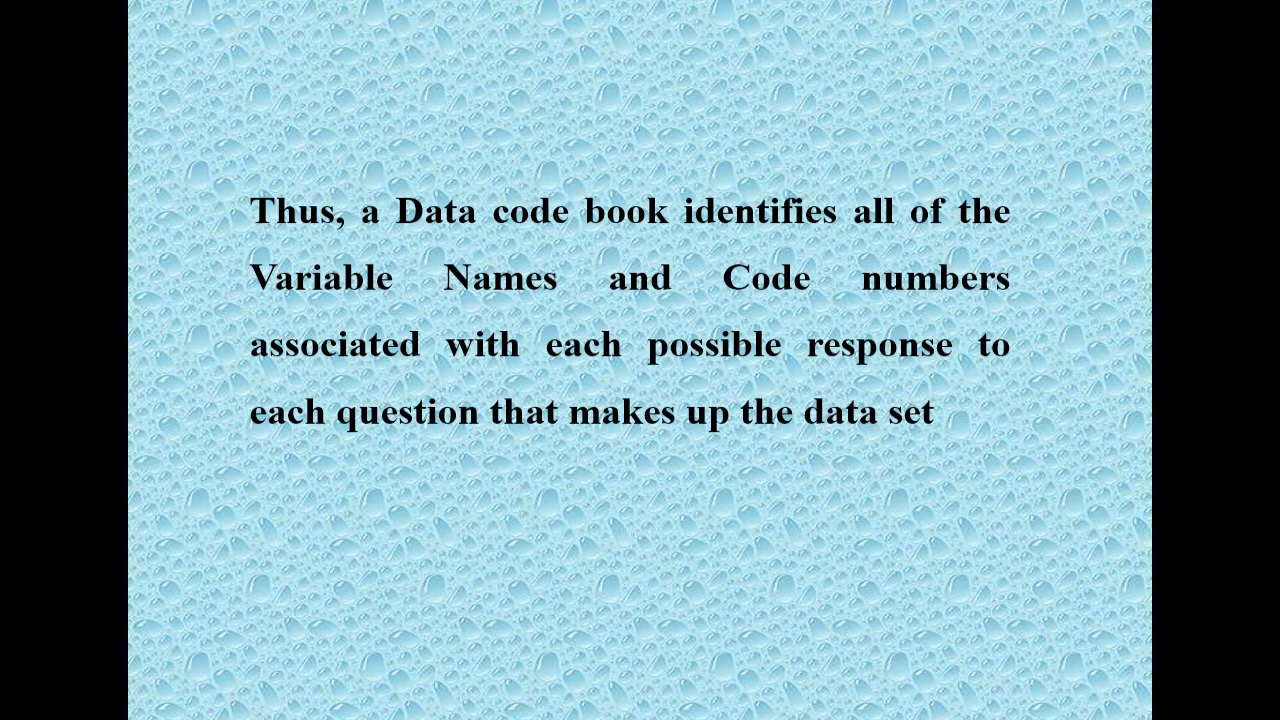 Thus, a Data code book identifies all of the
Variable Names and Code numbers
associated with each possible response to
each question that makes up the data set